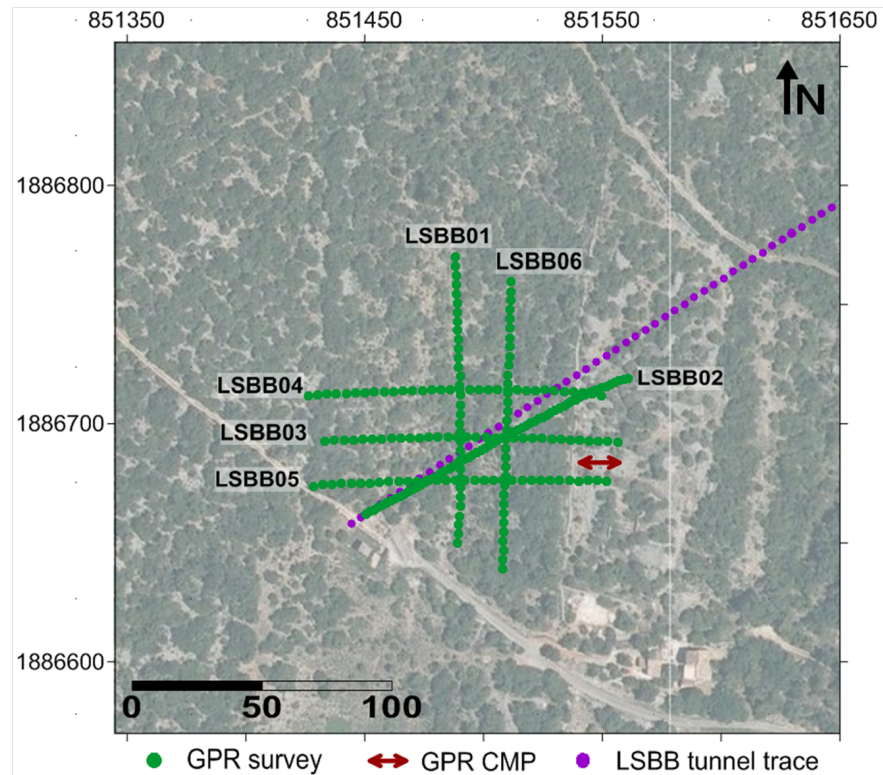 851350 851450 851550 851650
N
1886800
LSBB01
LSBB06
LSBB04
LSBB02
1886700
LSBB03
LSBB05
1886600
0 50 100
GPR survey GPR CMP LSBB tunnel trace